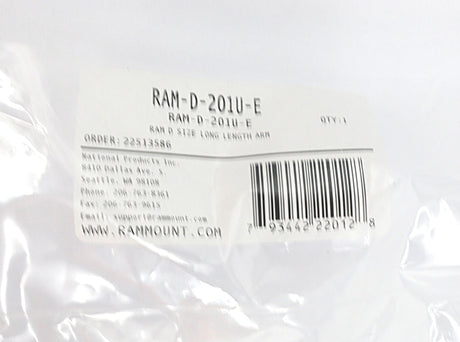 RAM-D-201U-E
RAM-D-201U-E
QTY:1
RAM D SIZE LONG LENGTH ARM
ORDER: 22513586
National Products Inc.
8410 Dallas Ave. S.
Seattle, WA 98108
Phone: 206-763-8361
Fax: 206-763-9615
Email: support@rammount.com
WWW.RAMMOUNT.COM
7 93442 22012 8